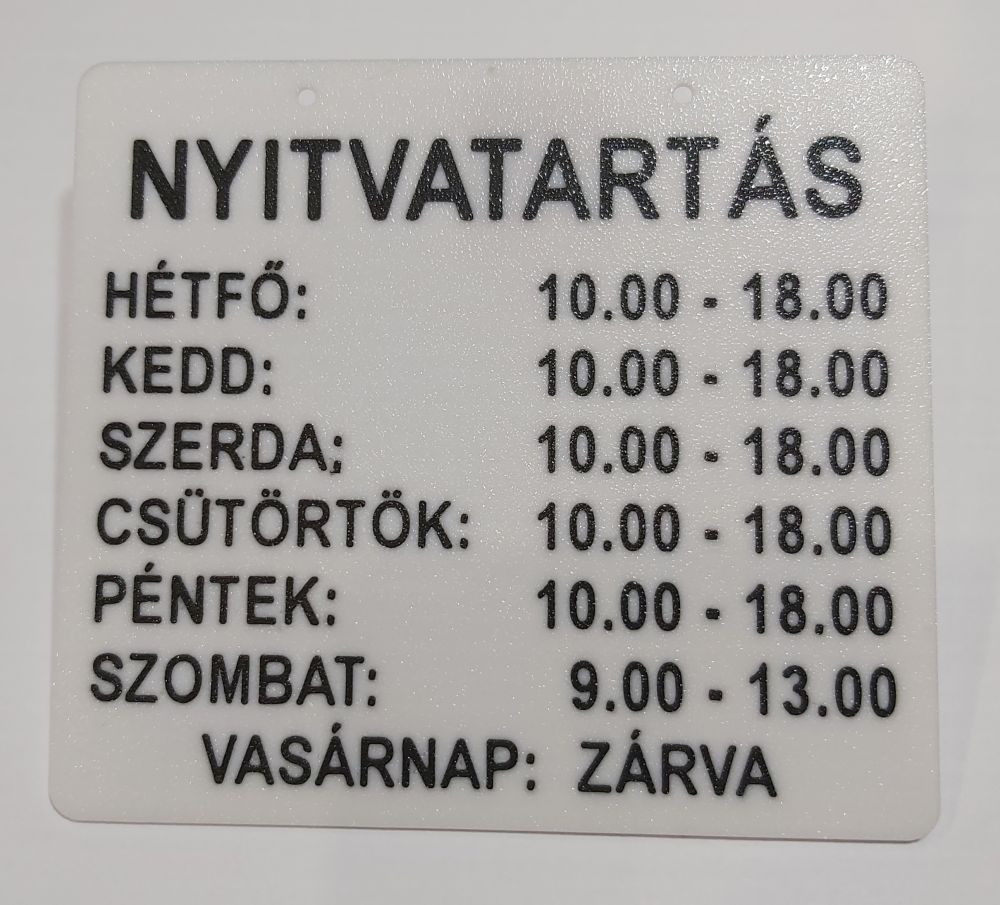 NYITVATARTÁS
HÉTFŐ: 10.00 - 18.00
KEDD: 10.00 - 18.00
SZERDA: 10.00 - 18.00
CSÜTÖRTÖK: 10.00 - 18.00
PÉNTEK: 10.00 - 18.00
SZOMBAT: 9.00 - 13.00
VASÁRNAP: ZÁRVA